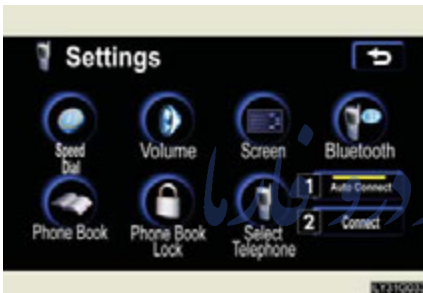 Settings
Speed Dial
Volume
Screen
Bluetooth
1 Auto Connect
Phone Book
Phone Book Lock
Select Telephone
2 Connect